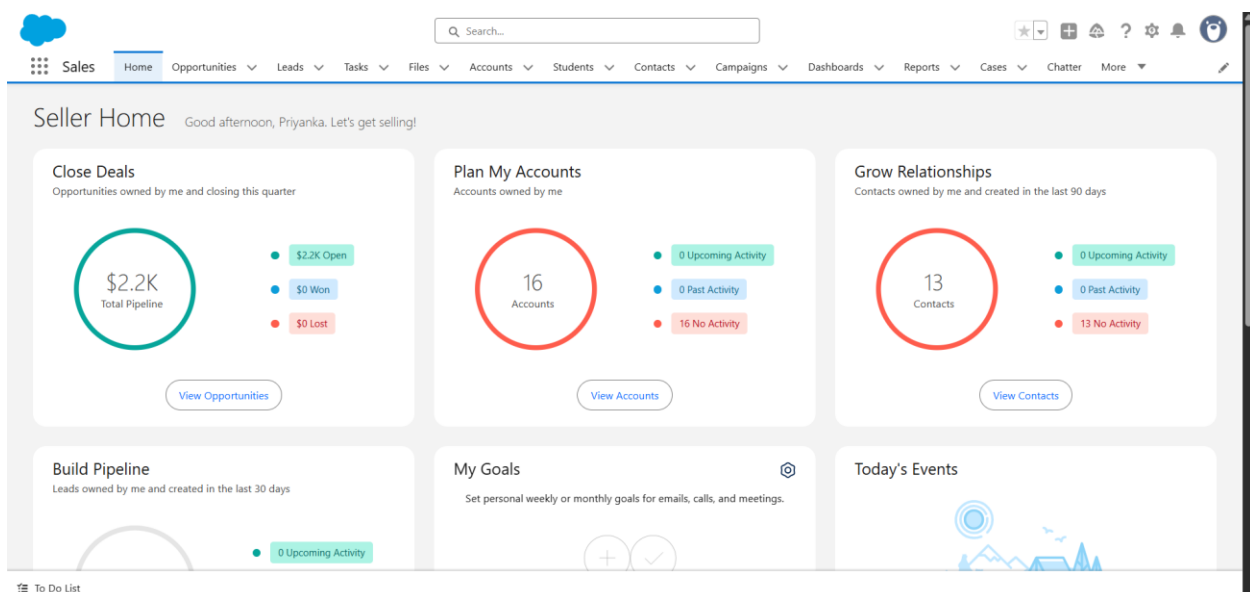 Search...
Sales Home Opportunities Leads Tasks Files Accounts Students Contacts Campaigns Dashboards Reports Cases Chatter More
Seller Home Good afternoon, Priyanka. Let's get selling!
Close Deals
Opportunities owned by me and closing this quarter
$2.2K
Total Pipeline
$2.2K Open
$0 Won
$0 Lost
View Opportunities
Plan My Accounts
Accounts owned by me
16
Accounts
0 Upcoming Activity
0 Past Activity
16 No Activity
View Accounts
Grow Relationships
Contacts owned by me and created in the last 90 days
13
Contacts
0 Upcoming Activity
0 Past Activity
13 No Activity
View Contacts
Build Pipeline
Leads owned by me and created in the last 30 days
0 Upcoming Activity
My Goals
Set personal weekly or monthly goals for emails, calls, and meetings.
Today's Events
To Do List